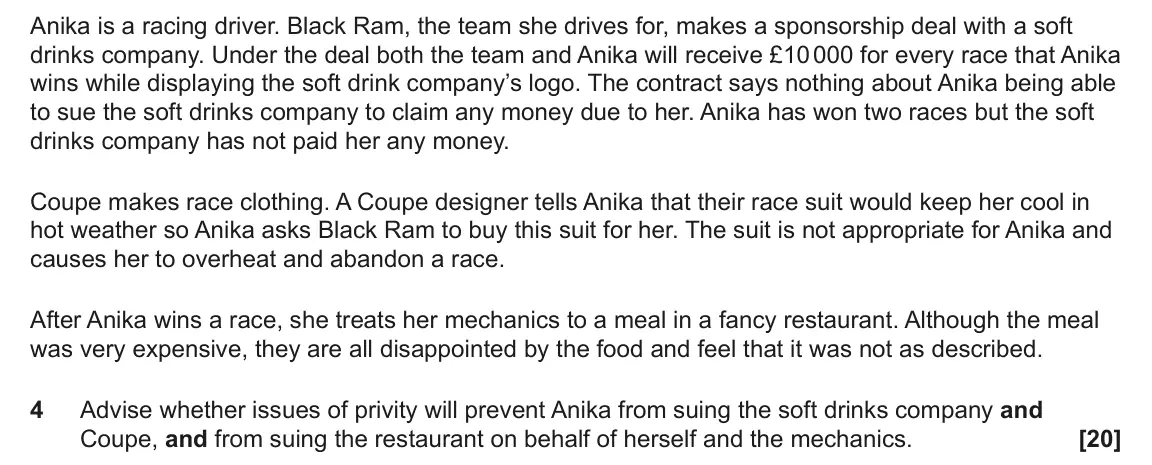 Anika is a racing driver. Black Ram, the team she drives for, makes a sponsorship deal with a soft
drinks company. Under the deal both the team and Anika will receive £10 000 for every race that Anika
wins while displaying the soft drink company's logo. The contract says nothing about Anika being able
to sue the soft drinks company to claim any money due to her. Anika has won two races but the soft
drinks company has not paid her any money.
Coupe makes race clothing. A Coupe designer tells Anika that their race suit would keep her cool in
hot weather so Anika asks Black Ram to buy this suit for her. The suit is not appropriate for Anika and
causes her to overheat and abandon a race.
After Anika wins a race, she treats her mechanics to a meal in a fancy restaurant. Although the meal
was very expensive, they are all disappointed by the food and feel that it was not as described.
4 Advise whether issues of privity will prevent Anika from suing the soft drinks company and
Coupe, and from suing the restaurant on behalf of herself and the mechanics. [20]